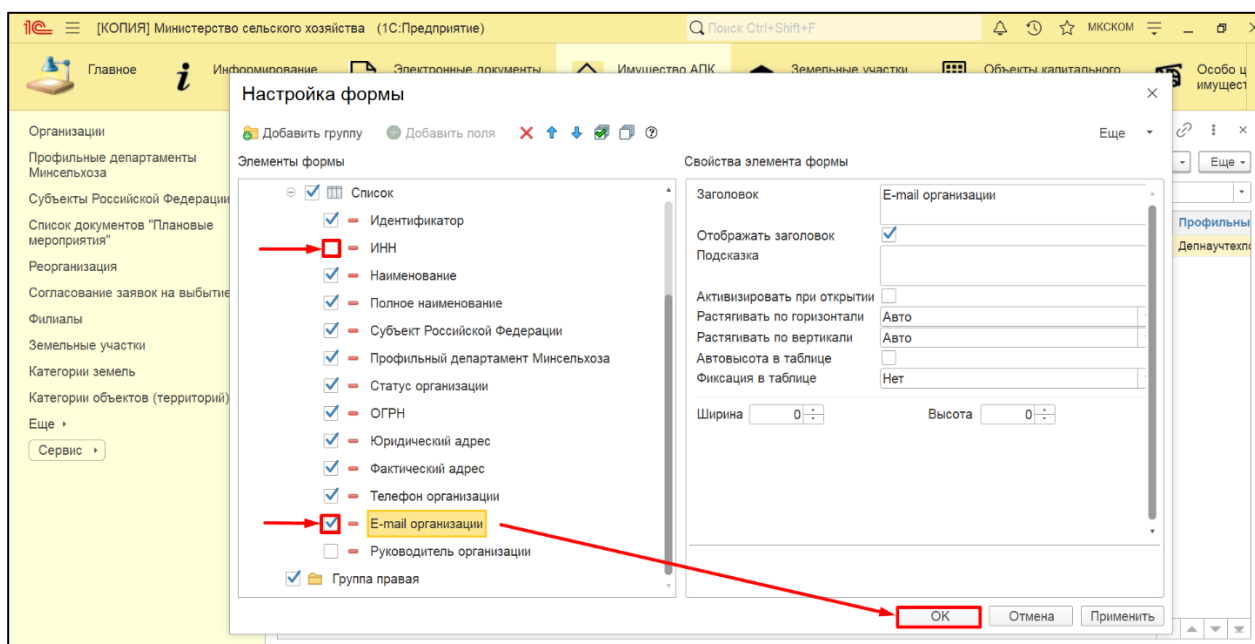 [КОПИЯ] Министерство сельского хозяйства (1С:Предприятие)
Поиск Ctrl+Shift+F
МКСКОМ
Главное
Информирование
Электронные документы
Имущество АПК
Земельные участки
Объекты капитального
Особо ц
имущест
Настройка формы
Добавить группу
Добавить поля
Еще
Элементы формы
Свойства элемента формы
Организации
Профильные департаменты
Минсельхоза
Субъекты Российской Федерации
Список документов "Плановые
мероприятия"
Реорганизация
Согласование заявок на выбытие
Филиалы
Земельные участки
Категории земель
Категории объектов (территорий)
Еще
Сервис
Список
Идентификатор
ИНН
Наименование
Полное наименование
Субъект Российской Федерации
Профильный департамент Минсельхоза
Статус организации
ОГРН
Юридический адрес
Фактический адрес
Телефон организации
E-mail организации
Руководитель организации
Группа правая
Заголовок
E-mail организации
Отображать заголовок
Подсказка
Активизировать при открытии
Растягивать по горизонтали
Авто
Растягивать по вертикали
Авто
Автовысота в таблице
Фиксация в таблице
Нет
Ширина
0
Высота
0
OK
Отмена
Применить
Еще
Профильны
Депнаучтехпо